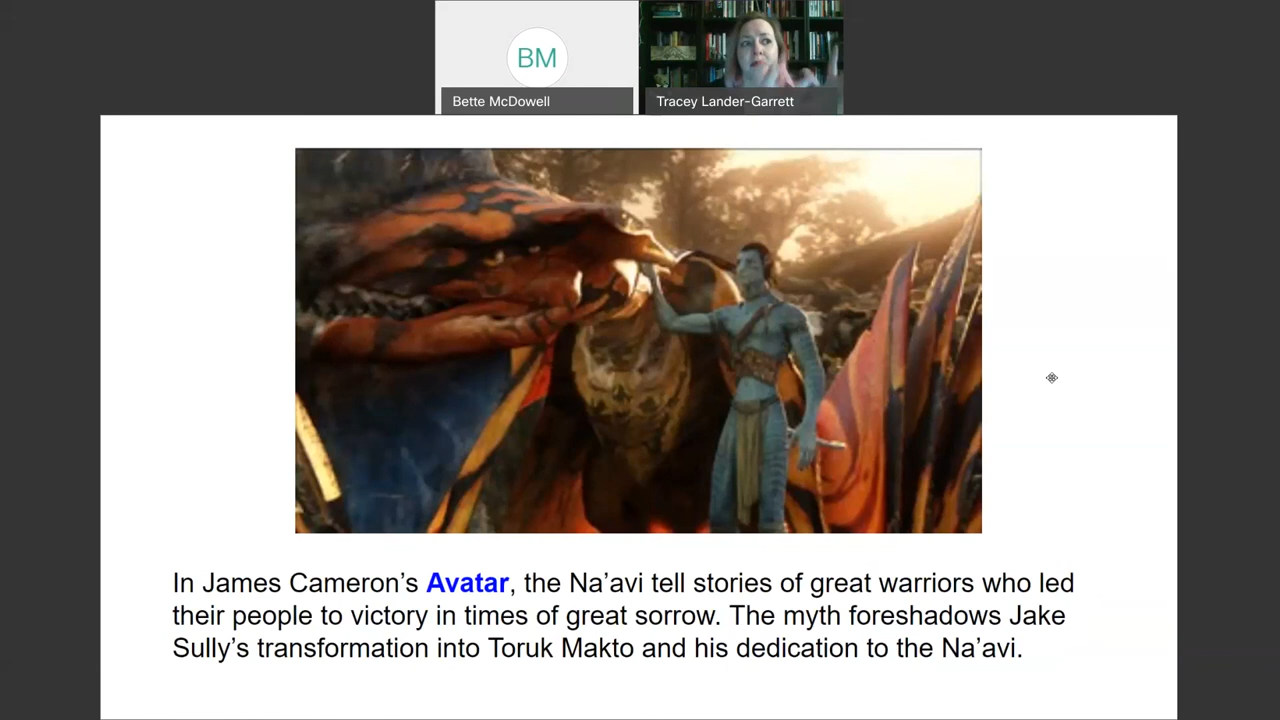 BM
Bette McDowell
Tracey Lander-Garrett
In James Cameron’s Avatar, the Na’avi tell stories of great warriors who led
their people to victory in times of great sorrow. The myth foreshadows Jake
Sully’s transformation into Toruk Makto and his dedication to the Na’avi.